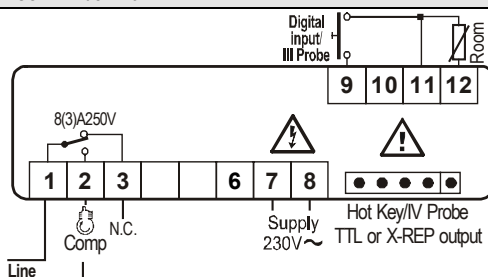 Digital
input/
III Probe
Room
9 10 11 12
8(3)A250V
1 2 3 6 7 8
Comp
N.C.
Supply
230V~
Hot Key/IV Probe
TTL or X-REP output
Line